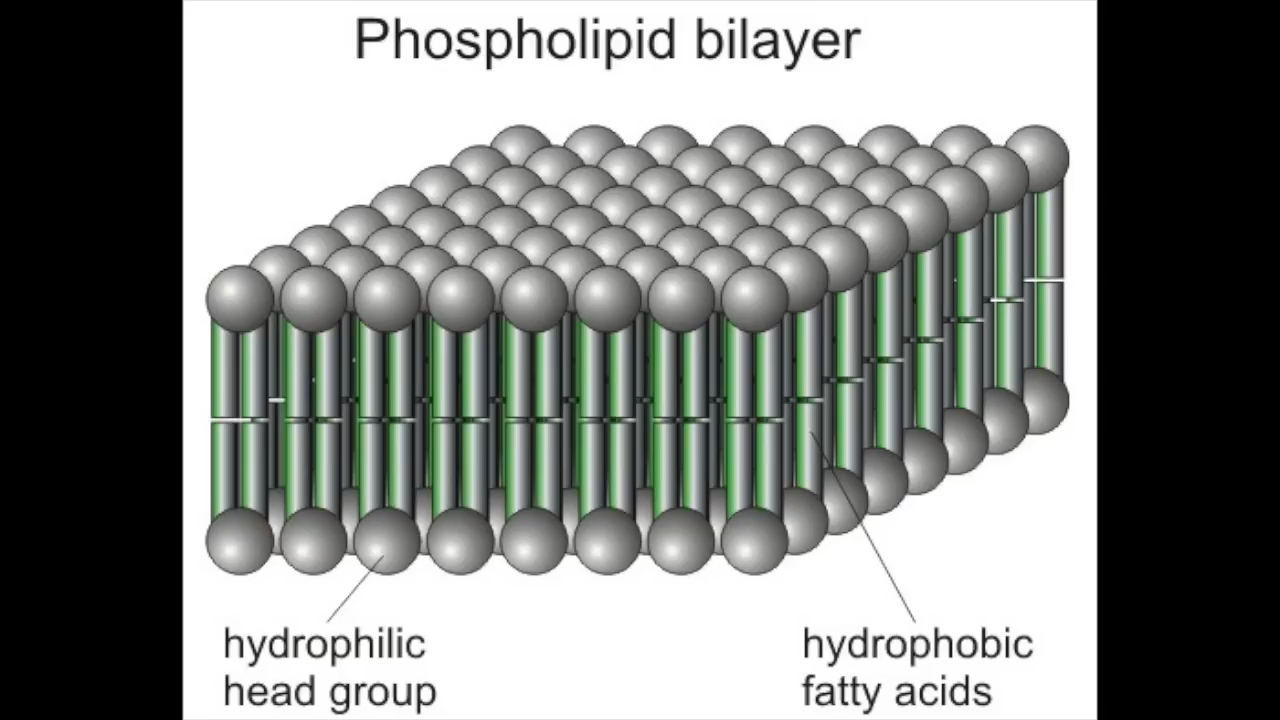 Phospholipid bilayer
hydrophilic
head group
hydrophobic
fatty acids